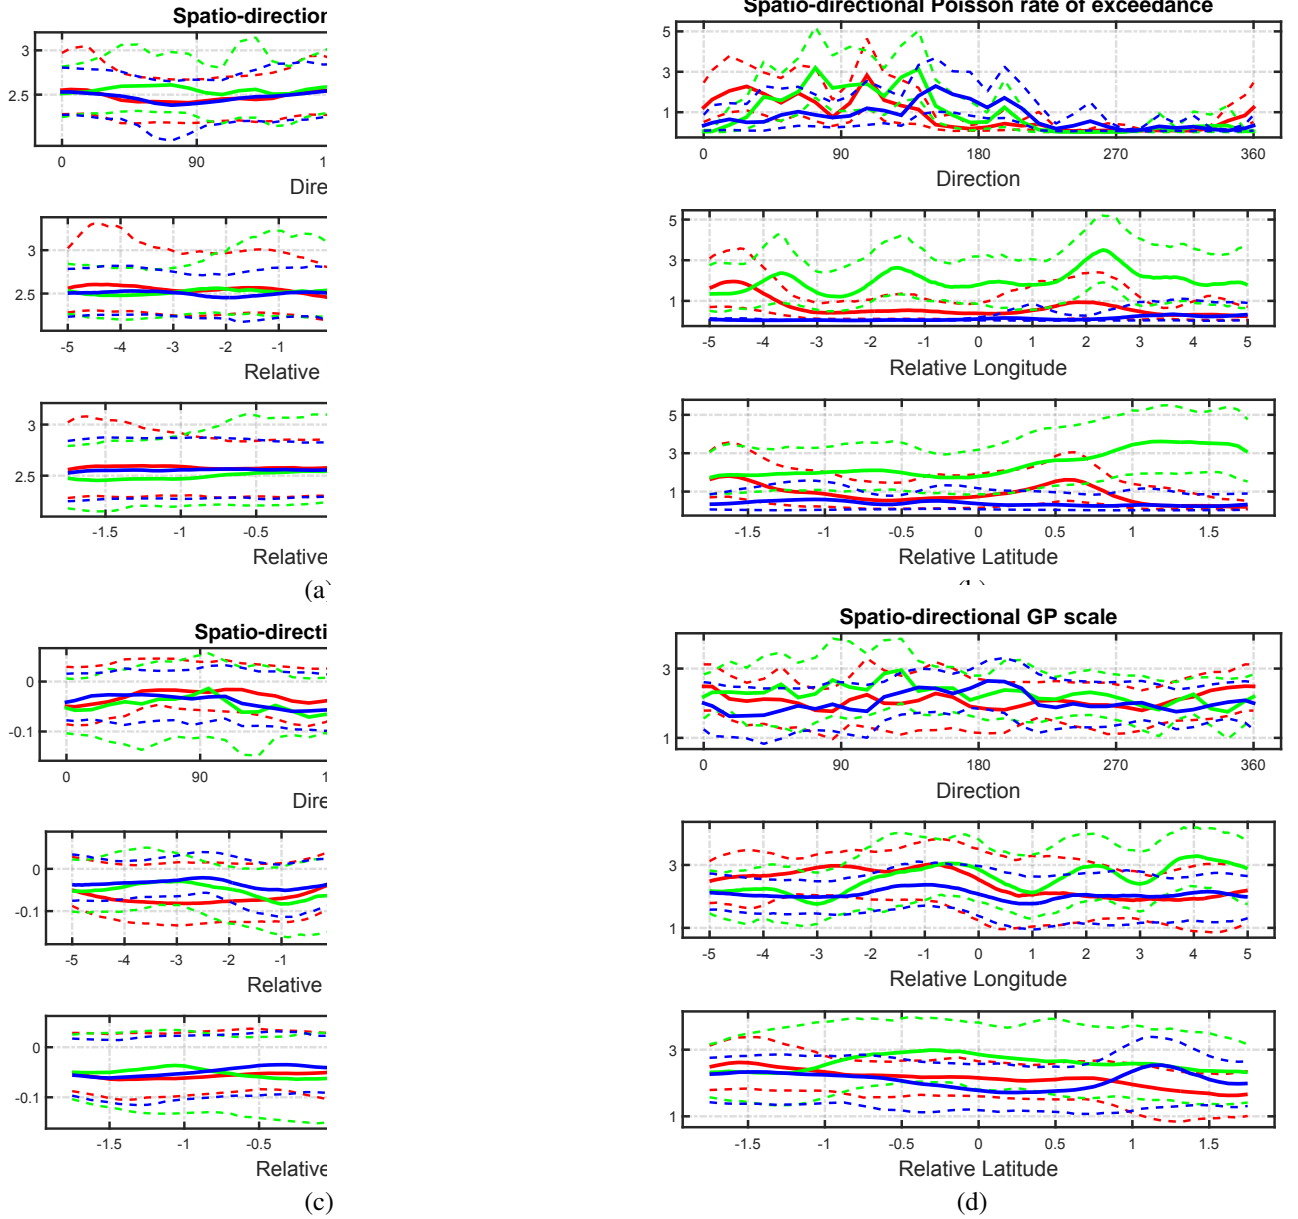 Spatio-direction
3
2.5
0 90 1
Dire
3
2.5
-5 -4 -3 -2 -1
Relative
3
2.5
-1.5 -1 -0.5
Relative
(a)
Spatio-directional Poisson rate of exceedance
5
3
1
0 90 180 270 360
Direction
5
3
1
-5 -4 -3 -2 -1 0 1 2 3 4 5
Relative Longitude
5
3
1
-1.5 -1 -0.5 0 0.5 1 1.5
Relative Latitude
Spatio-directi
0
-0.1
0 90 1
Dire
0
-0.1
-5 -4 -3 -2 -1
Relative
0
-0.1
-1.5 -1 -0.5
Relative
(c)
Spatio-directional GP scale
3
1
0 90 180 270 360
Direction
3
1
-5 -4 -3 -2 -1 0 1 2 3 4 5
Relative Longitude
3
1
-1.5 -1 -0.5 0 0.5 1 1.5
Relative Latitude
(d)